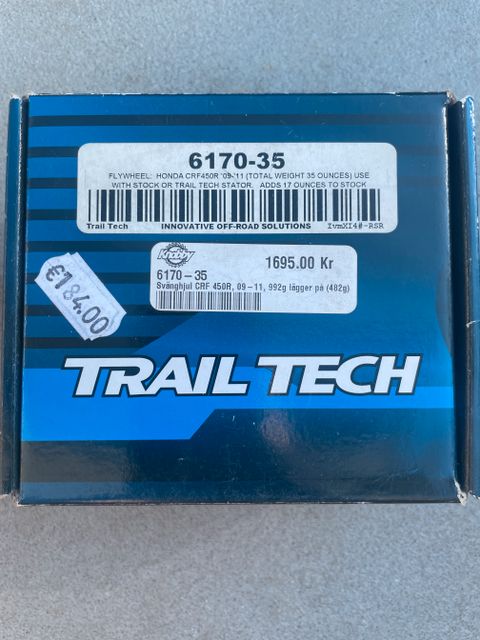 6170-35
FLYWHEEL: HONDA CRF450R '09-'11 (TOTAL WEIGHT 35 OUNCES) USE
WITH STOCK OR TRAIL TECH STATOR. ADDS 17 OUNCES TO STOCK
Trail Tech INNOVATIVE OFF-ROAD SOLUTIONS IvmXI4#-RSR
Knobby 1695.00 Kr
6170-35
Svänghjul CRF 450R, 09-11, 992g lägger på (482g)
€184.00
TRAIL TECH